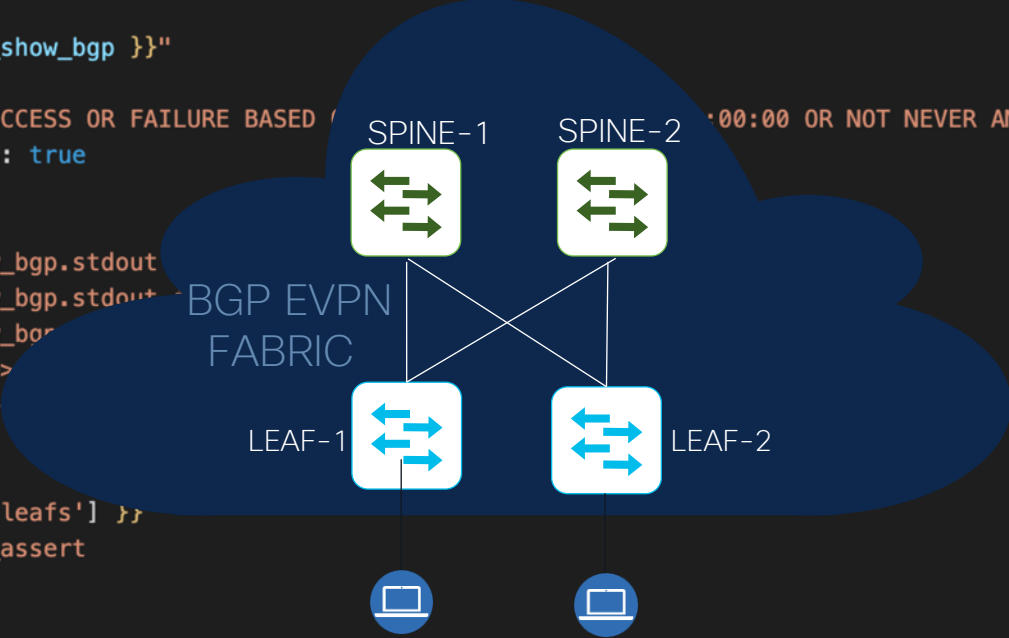 show_bgp }}"
CCESS OR FAILURE BASED
:00:00 OR NOT NEVER
: true
SPINE-1
SPINE-2
_bgp.stdout
_bgp.stdout
BGP EVPN
FABRIC
LEAF-1
LEAF-2
leafs'] }}
assert